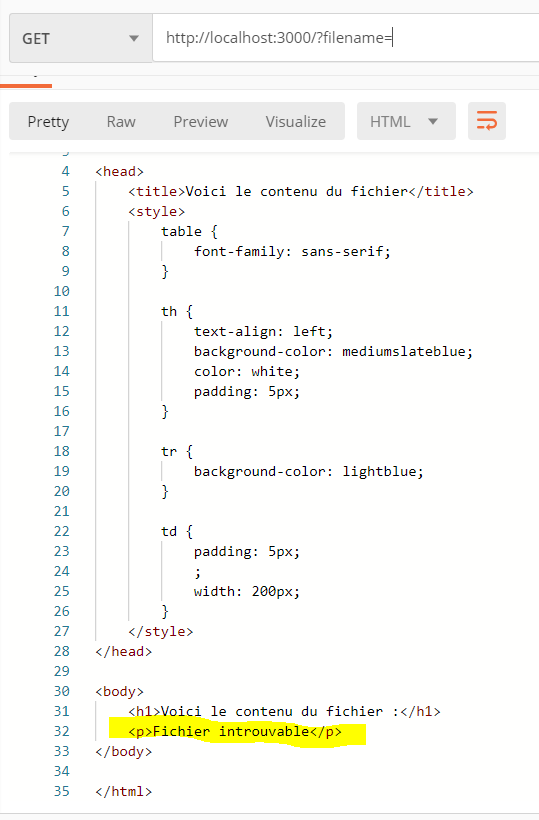 GET
http://localhost:3000/?filename=
Pretty Raw Preview Visualize HTML
4 <head>
5 <title>Voici le contenu du fichier</title>
6 <style>
7 table {
8 font-family: sans-serif;
9 }
10
11 th {
12 text-align: left;
13 background-color: mediumslateblue;
14 color: white;
15 padding: 5px;
16 }
17
18 tr {
19 background-color: lightblue;
20 }
21
22 td {
23 padding: 5px;
24 ;
25 width: 200px;
26 }
27 </style>
28 </head>
29
30 <body>
31 <h1>Voici le contenu du fichier :</h1>
32 <p>Fichier introuvable</p>
33 </body>
34
35 </html>